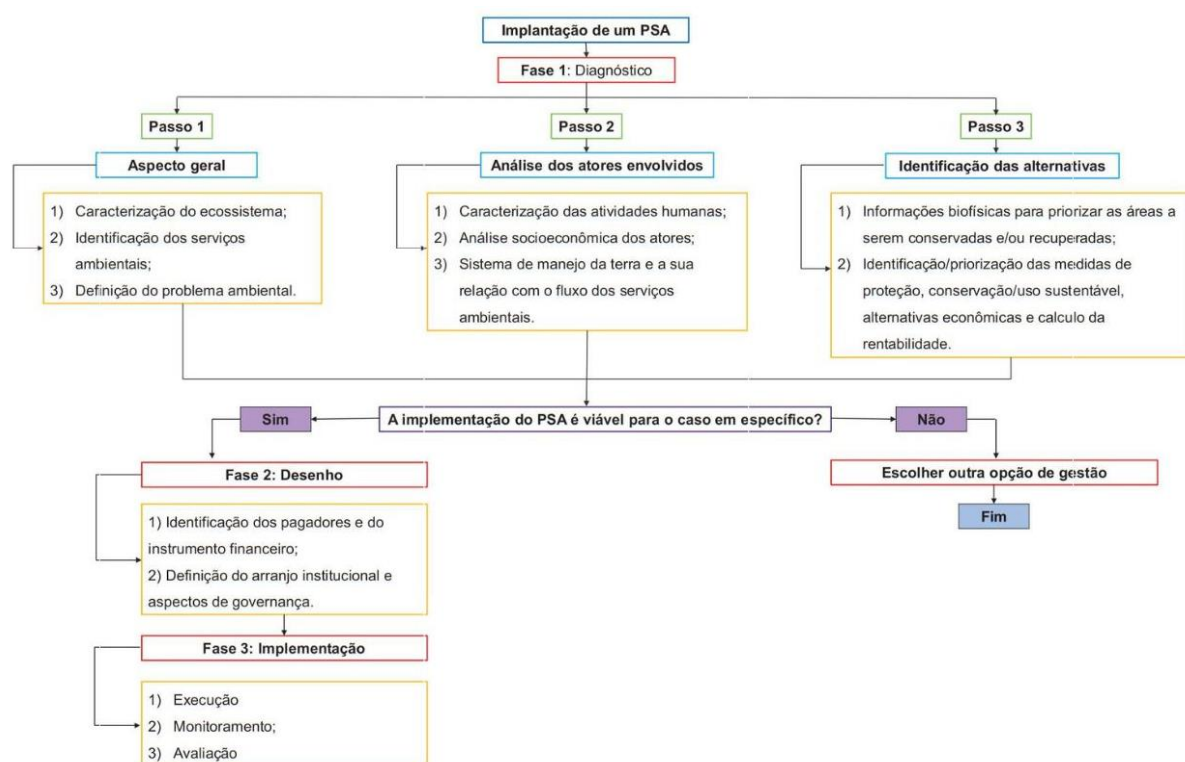 Implantação de um PSA
Fase 1: Diagnóstico
Passo 1
Aspecto geral
1) Caracterização do ecossistema;
2) Identificação dos serviços
ambientais;
3) Definição do problema ambiental.
Passo 2
Análise dos atores envolvidos
1) Caracterização das atividades humanas;
2) Análise socioeconômica dos atores;
3) Sistema de manejo da terra e a sua
relação com o fluxo dos serviços
ambientais.
Passo 3
Identificação das alternativas
1) Informações biofísicas para priorizar as áreas a
serem conservadas e/ou recuperadas;
2) Identificação/priorização das medidas de
proteção, conservação/uso sustentável,
alternativas econômicas e calculo da
rentabilidade.
A implementação do PSA é viável para o caso em específico?
Sim
Não
Fase 2: Desenho
1) Identificação dos pagadores e do
instrumento financeiro;
2) Definição do arranjo institucional e
aspectos de governança.
Fase 3: Implementação
1) Execução
2) Monitoramento;
3) Avaliação
Escolher outra opção de gestão
Fim